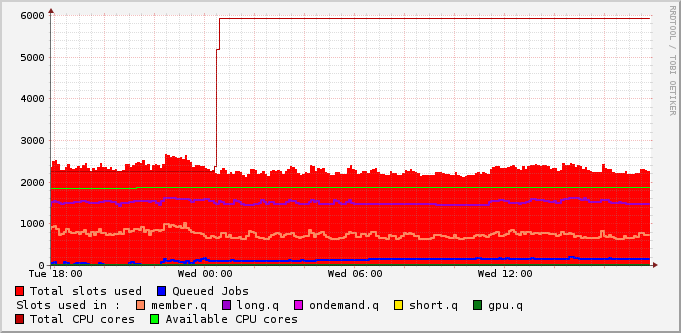 RRDTOOL / TOBI OETIKER
6000
5000
4000
3000
2000
1000
0
Tue 18:00 Wed 00:00 Wed 06:00 Wed 12:00
Total slots used Queued Jobs
Slots used in : member.q long.q ondemand.q short.q gpu.q
Total CPU cores Available CPU cores